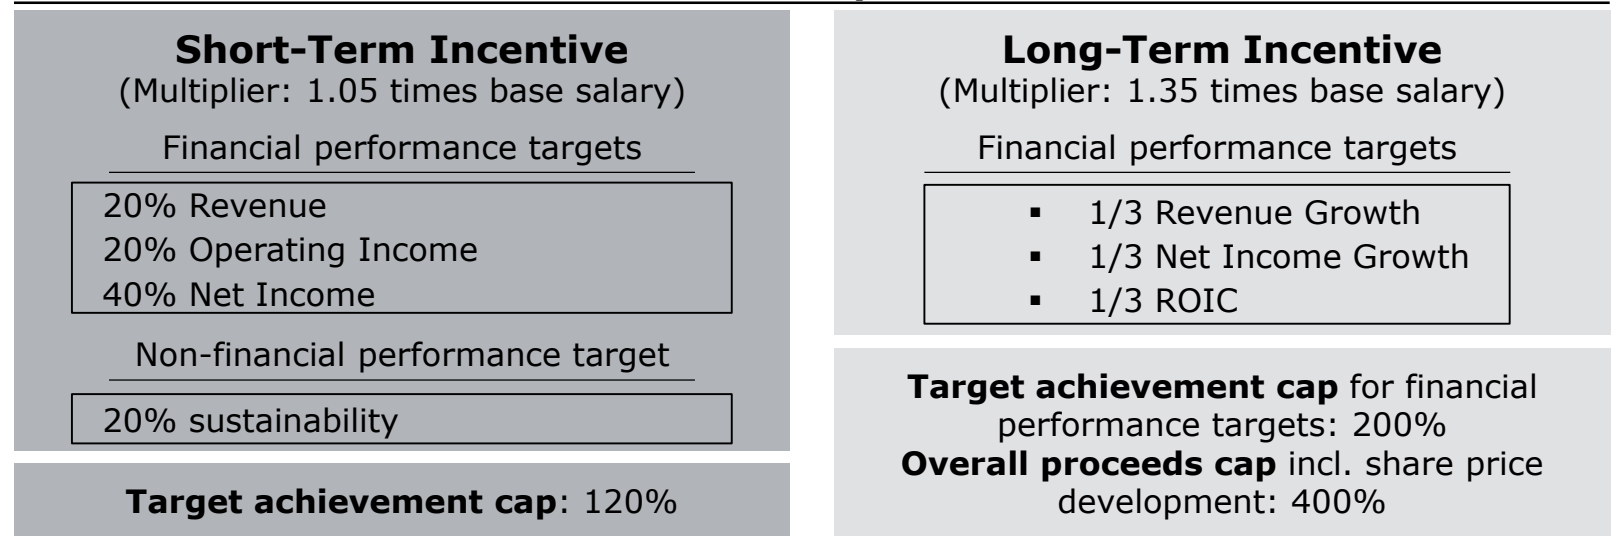 Short-Term Incentive
(Multiplier: 1.05 times base salary)
Financial performance targets
20% Revenue
20% Operating Income
40% Net Income
Non-financial performance target
20% sustainability
Target achievement cap: 120%
Long-Term Incentive
(Multiplier: 1.35 times base salary)
Financial performance targets
▪ 1/3 Revenue Growth
▪ 1/3 Net Income Growth
▪ 1/3 ROIC
Target achievement cap for financial
performance targets: 200%
Overall proceeds cap incl. share price
development: 400%